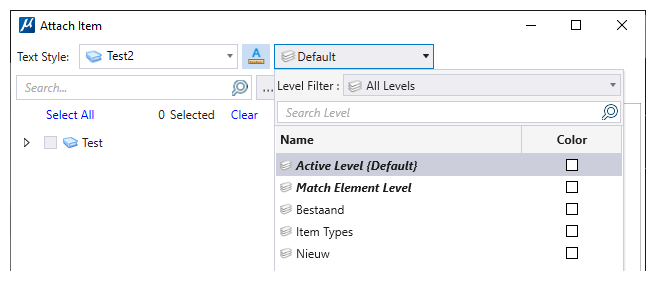 Attach Item
Text Style: Test2 A Default
Search... ... Level Filter : All Levels
Select All 0 Selected Clear Search Level
Name Color
Test Active Level {Default}
Match Element Level
Bestaand
Item Types
Nieuw